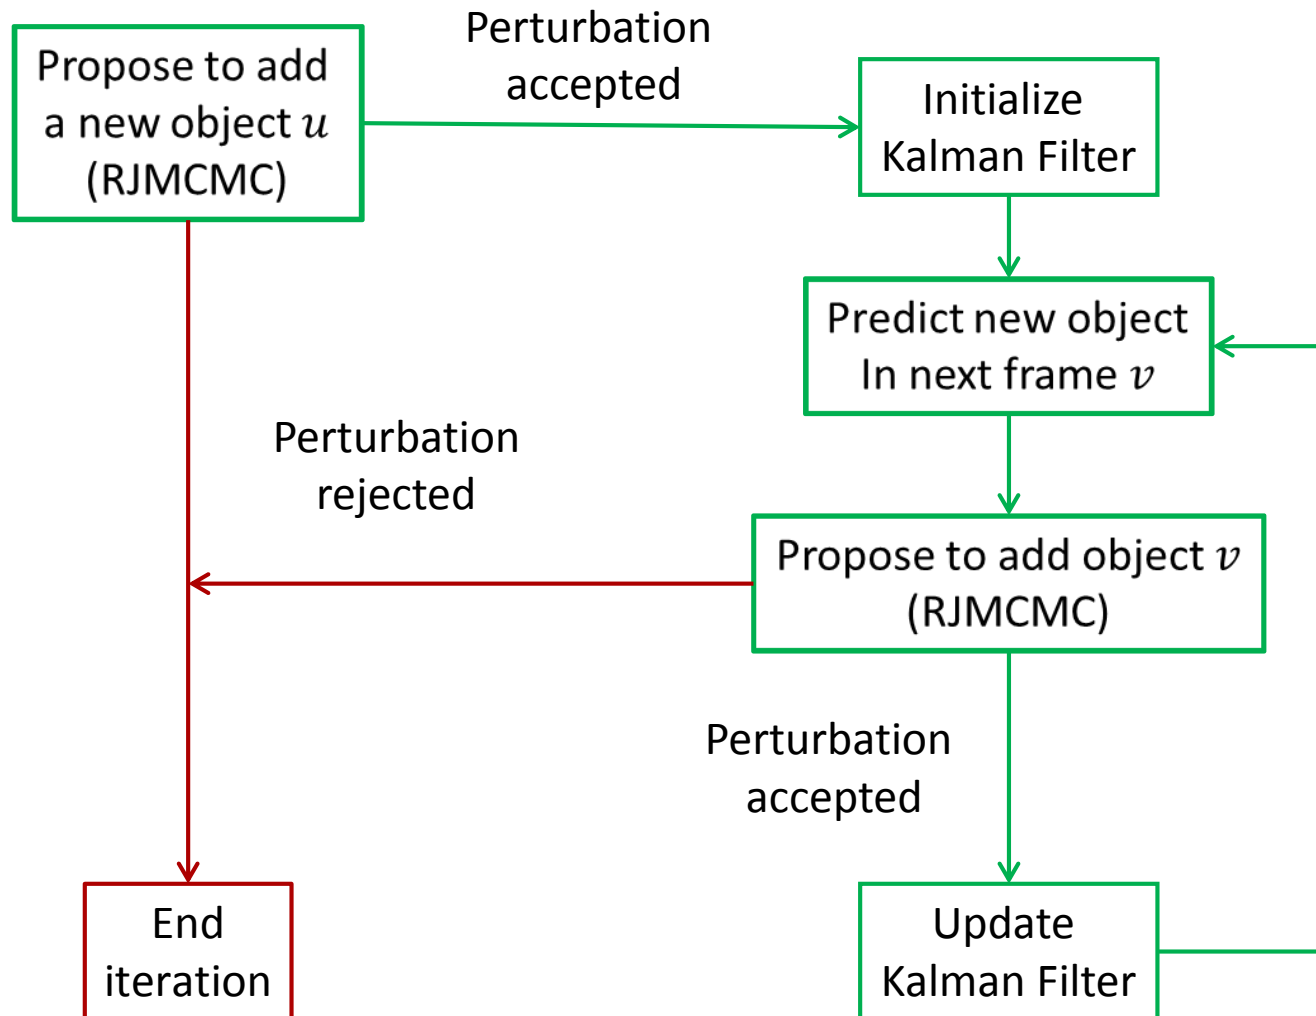 Propose to add
a new object u
(RJMCMC)
Perturbation
accepted
Initialize
Kalman Filter
Predict new object
In next frame v
Perturbation
rejected
Propose to add object v
(RJMCMC)
Perturbation
accepted
End
iteration
Update
Kalman Filter